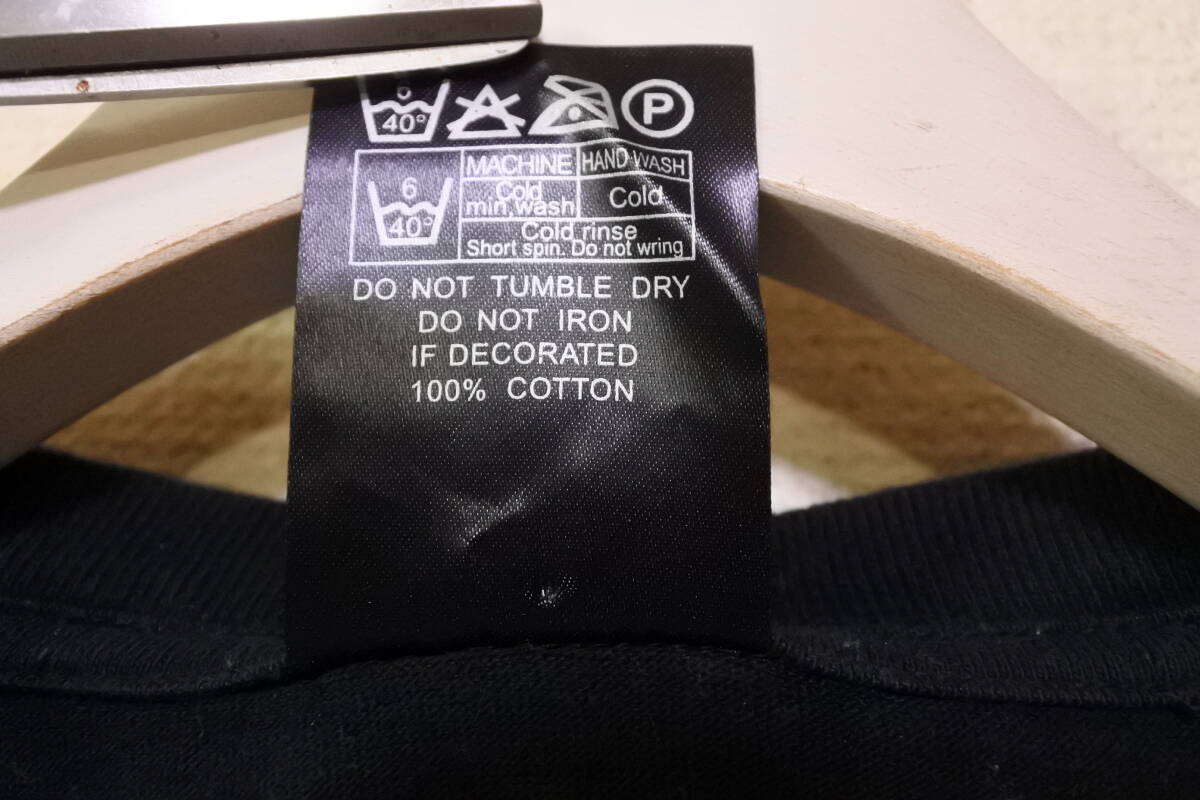 6
40° P
MACHINE HAND WASH
6
40° Cold
min,wash Cold
Cold rinse
Short spin. Do not wring
DO NOT TUMBLE DRY
DO NOT IRON
IF DECORATED
100% COTTON